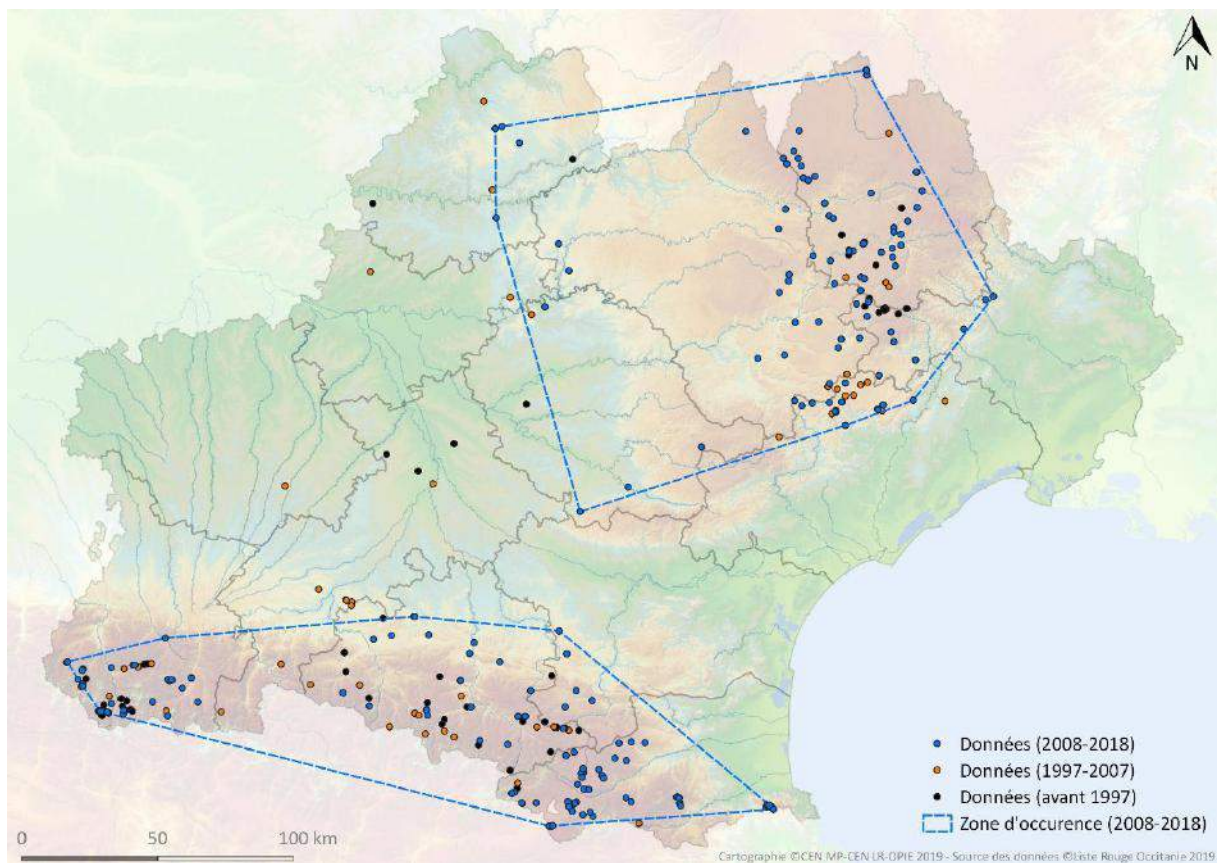 N
Données (2008-2018)
Données (1997-2007)
Données (avant 1997)
Zone d'occurence (2008-2018)
0 50 100 km
Cartographie ©CEN MP-CEN LR-OPIE 2019 - Source des données ©Liste Rouge Occitanie 2019